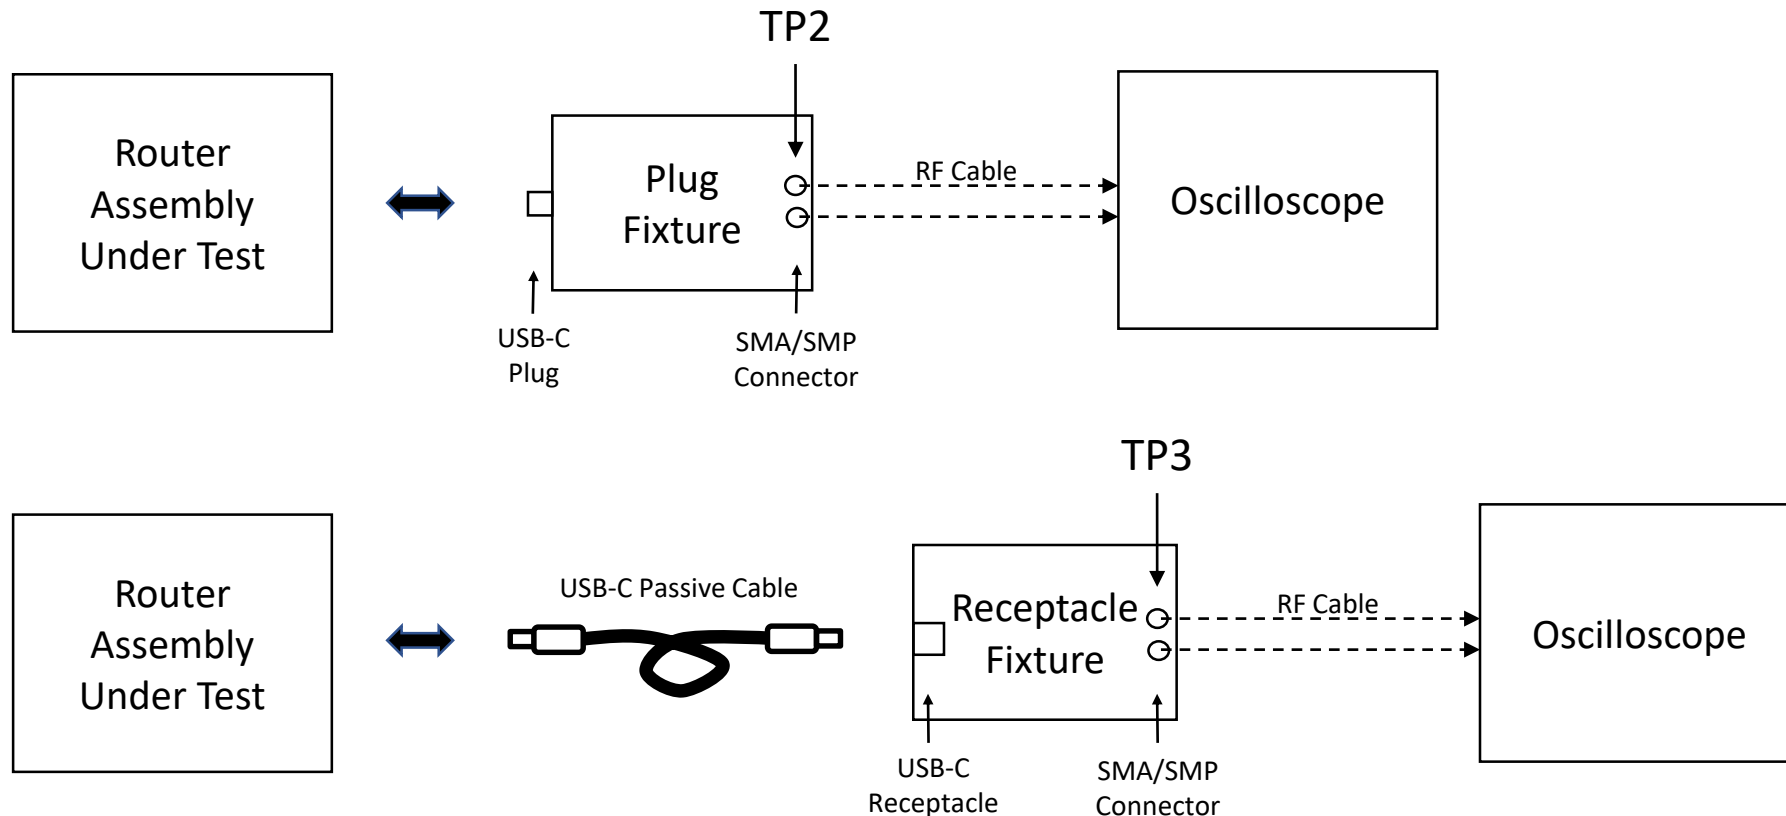 TP2
Router
Assembly
Under Test
Plug
Fixture
RF Cable
Oscilloscope
USB-C
Plug
SMA/SMP
Connector
TP3
Router
Assembly
Under Test
USB-C Passive Cable
Receptacle
Fixture
RF Cable
Oscilloscope
USB-C
Receptacle
SMA/SMP
Connector